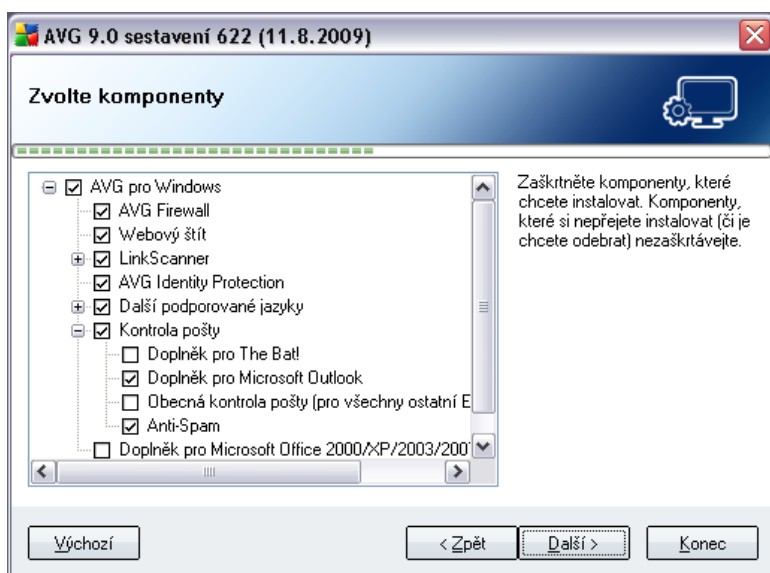 AVG 9.0 sestavení 622 (11.8.2009)
Zvolte komponenty
AVG pro Windows
AVG Firewall
Webový štít
LinkScanner
AVG Identity Protection
Další podporované jazyky
Kontrola pošty
Doplněk pro The Bat!
Doplněk pro Microsoft Outlook
Obecná kontrola pošty (pro všechny ostatní E
Anti-Spam
Doplněk pro Microsoft Office 2000/XP/2003/200
Zaškrtněte komponenty, které
chcete instalovat. Komponenty,
které si nepřejete instalovat (či je
chcete odebrat) nezaškrtávejte.
Výchozí
< Zpět
Další >
Konec